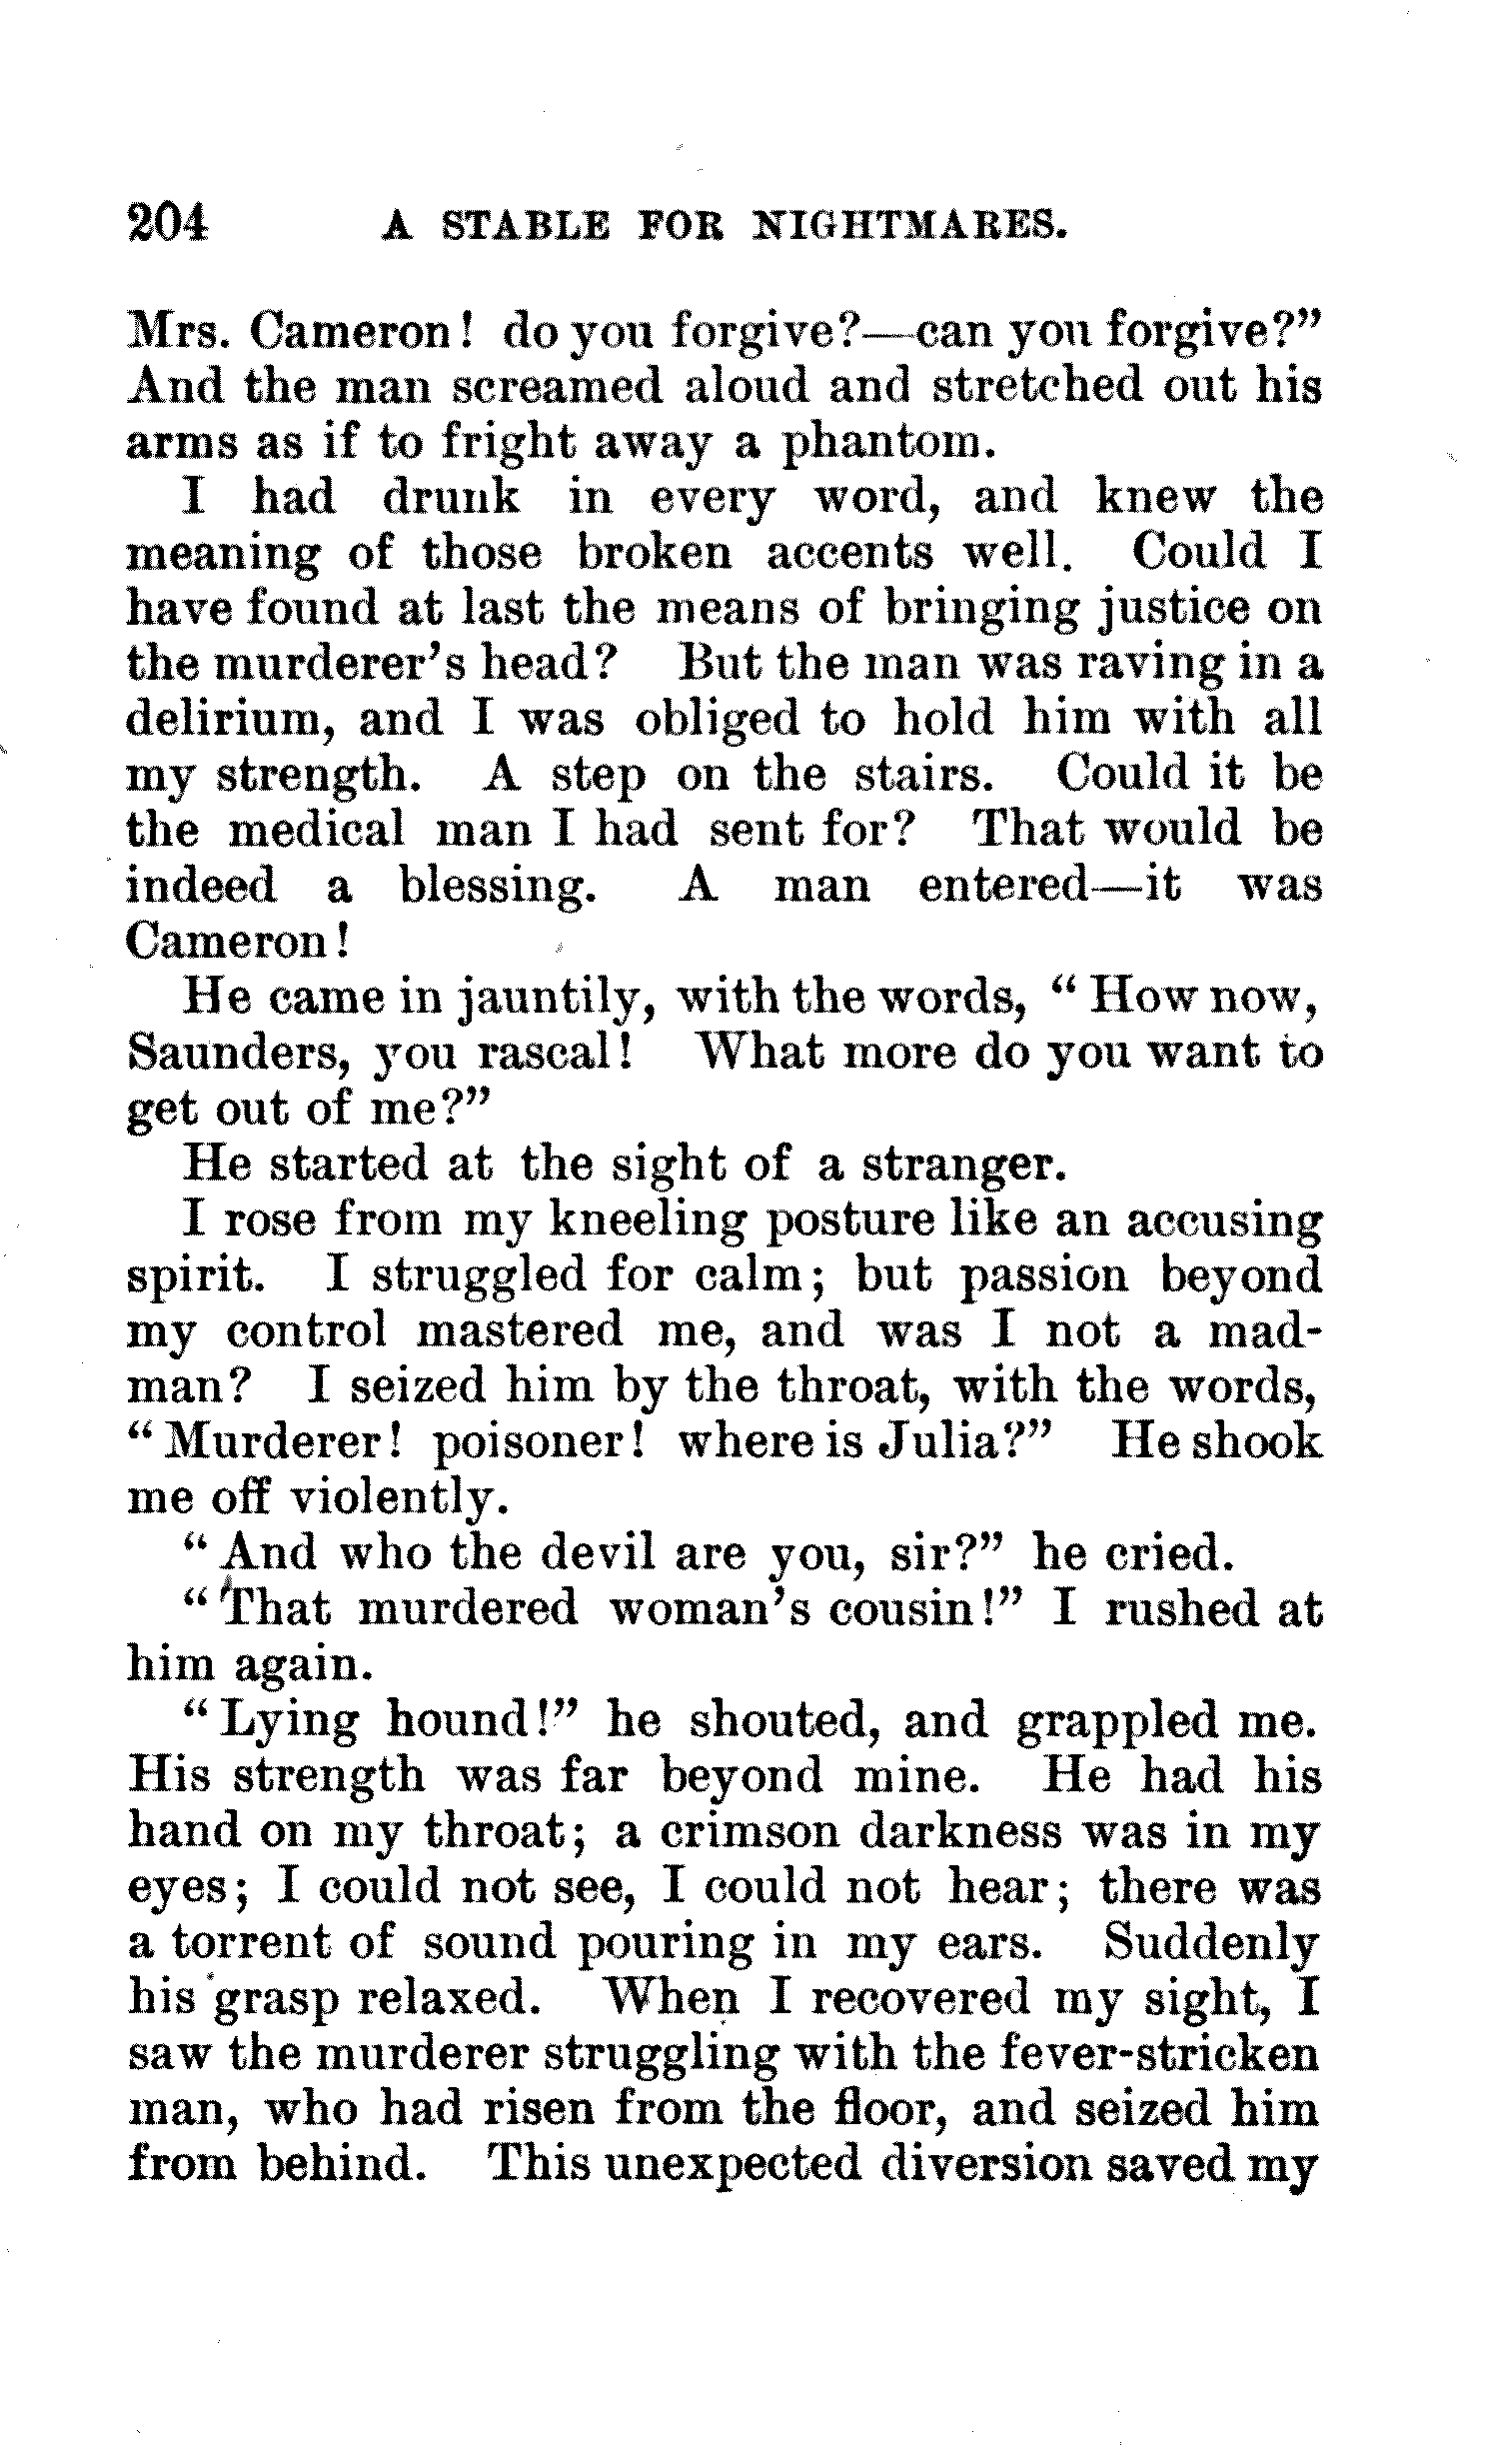 204 A STABLE FOR NIGHTMARES.
Mrs. Cameron! do you forgive?—can you forgive?”
And the man screamed aloud and stretched out his
arms as if to fright away a phantom.
I had drunk in every word, and knew the
meaning of those broken accents well. Could I
have found at last the means of bringing justice on
the murderer’s head? But the man was raving in a
delirium, and I was obliged to hold him with all
my strength. A step on the stairs. Could it be
the medical man I had sent for? That would be
indeed a blessing. A man entered—it was
Cameron!
He came in jauntily, with the words, “How now,
Saunders, you rascal! What more do you want to
get out of me?”
He started at the sight of a stranger.
I rose from my kneeling posture like an accusing
spirit. I struggled for calm; but passion beyond
my control mastered me, and was I not a mad-
man? I seized him by the throat, with the words,
“Murderer! poisoner! where is Julia?” He shook
me off violently.
“And who the devil are you, sir?” he cried.
“That murdered woman’s cousin!” I rushed at
him again.
“Lying hound!” he shouted, and grappled me.
His strength was far beyond mine. He had his
hand on my throat; a crimson darkness was in my
eyes; I could not see, I could not hear; there was
a torrent of sound pouring in my ears. Suddenly
his grasp relaxed. When I recovered my sight, I
saw the murderer struggling with the fever-stricken
man, who had risen from the floor, and seized him
from behind. This unexpected diversion saved my